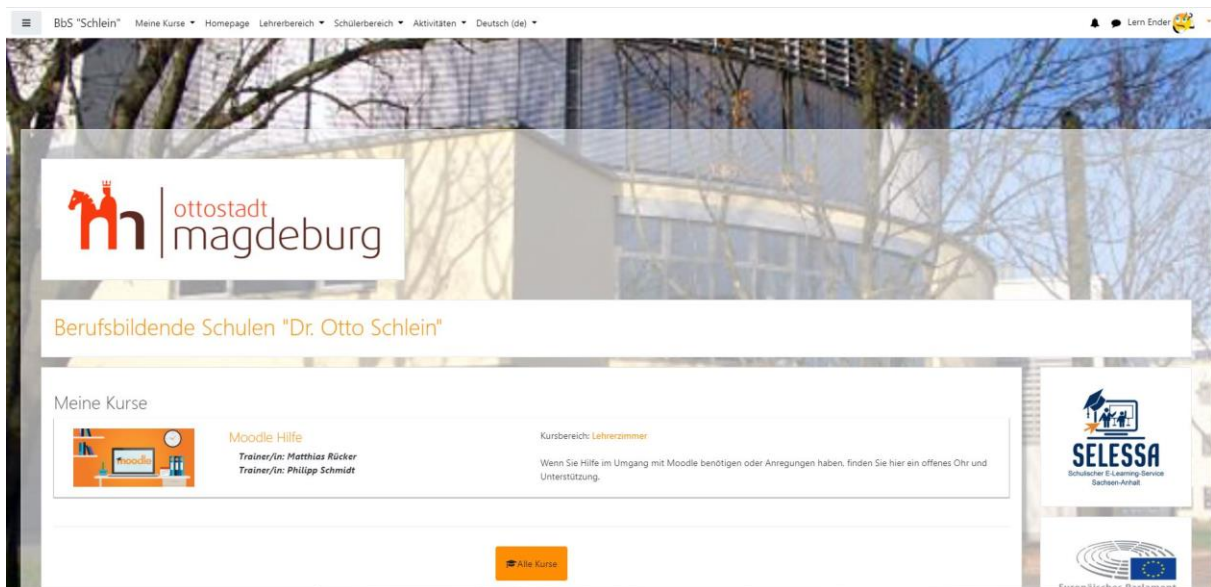 BbS "Schlein" Meine Kurse Homepage Lehrerbereich Schülerbereich Aktivitäten Deutsch (de) Lern Ender
ottostadt
magdeburg
Berufsbildende Schulen "Dr. Otto Schlein"
Meine Kurse
moodle
Moodle Hilfe
Trainer/in: Matthias Rücker
Trainer/in: Philipp Schmidt
Kursbereich: Lehrerzimmer
Wenn Sie Hilfe im Umgang mit Moodle benötigen oder Anregungen haben, finden Sie hier ein offenes Ohr und
Unterstützung.
Alle Kurse
SELESSA
Schulischer E-Learning-Service
Sachsen-Anhalt
Europäisches Parlament